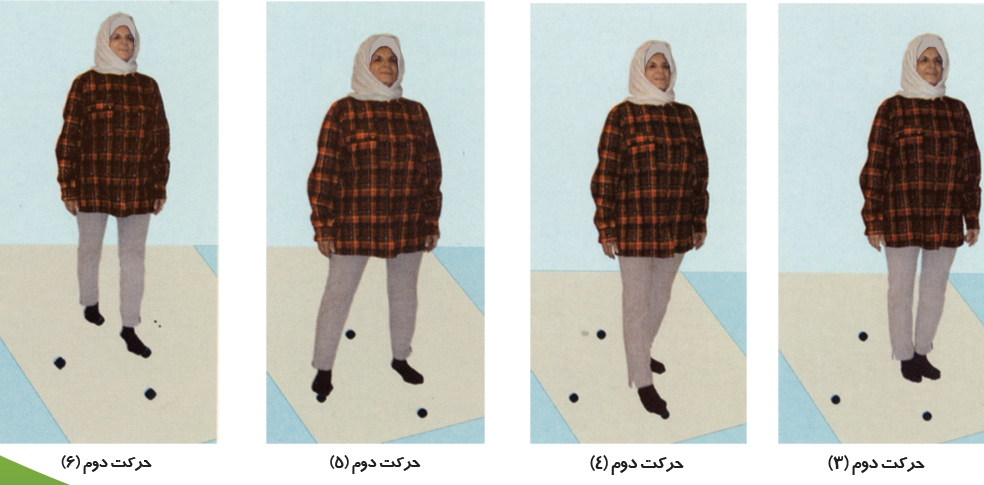 حرکت دوم (۳)
حرکت دوم (٤)
حرکت دوم (۵)
حرکت دوم (۶)